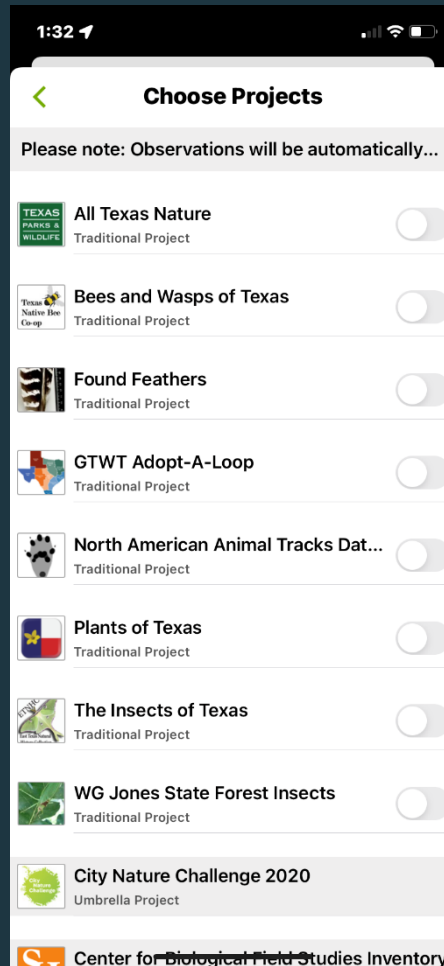 1:32
Choose Projects
Please note: Observations will be automatically...
TEXAS
PARKS &
WILDLIFE
All Texas Nature
Traditional Project
Texas
Native Bee
Co-op
Bees and Wasps of Texas
Traditional Project
Found Feathers
Traditional Project
GTWT Adopt-A-Loop
Traditional Project
North American Animal Tracks Dat...
Traditional Project
Plants of Texas
Traditional Project
ETNHC
The Insects of Texas
Traditional Project
WG Jones State Forest Insects
Traditional Project
City
Nature
Challenge
City Nature Challenge 2020
Umbrella Project
Center for Biological Field Studies Inventory